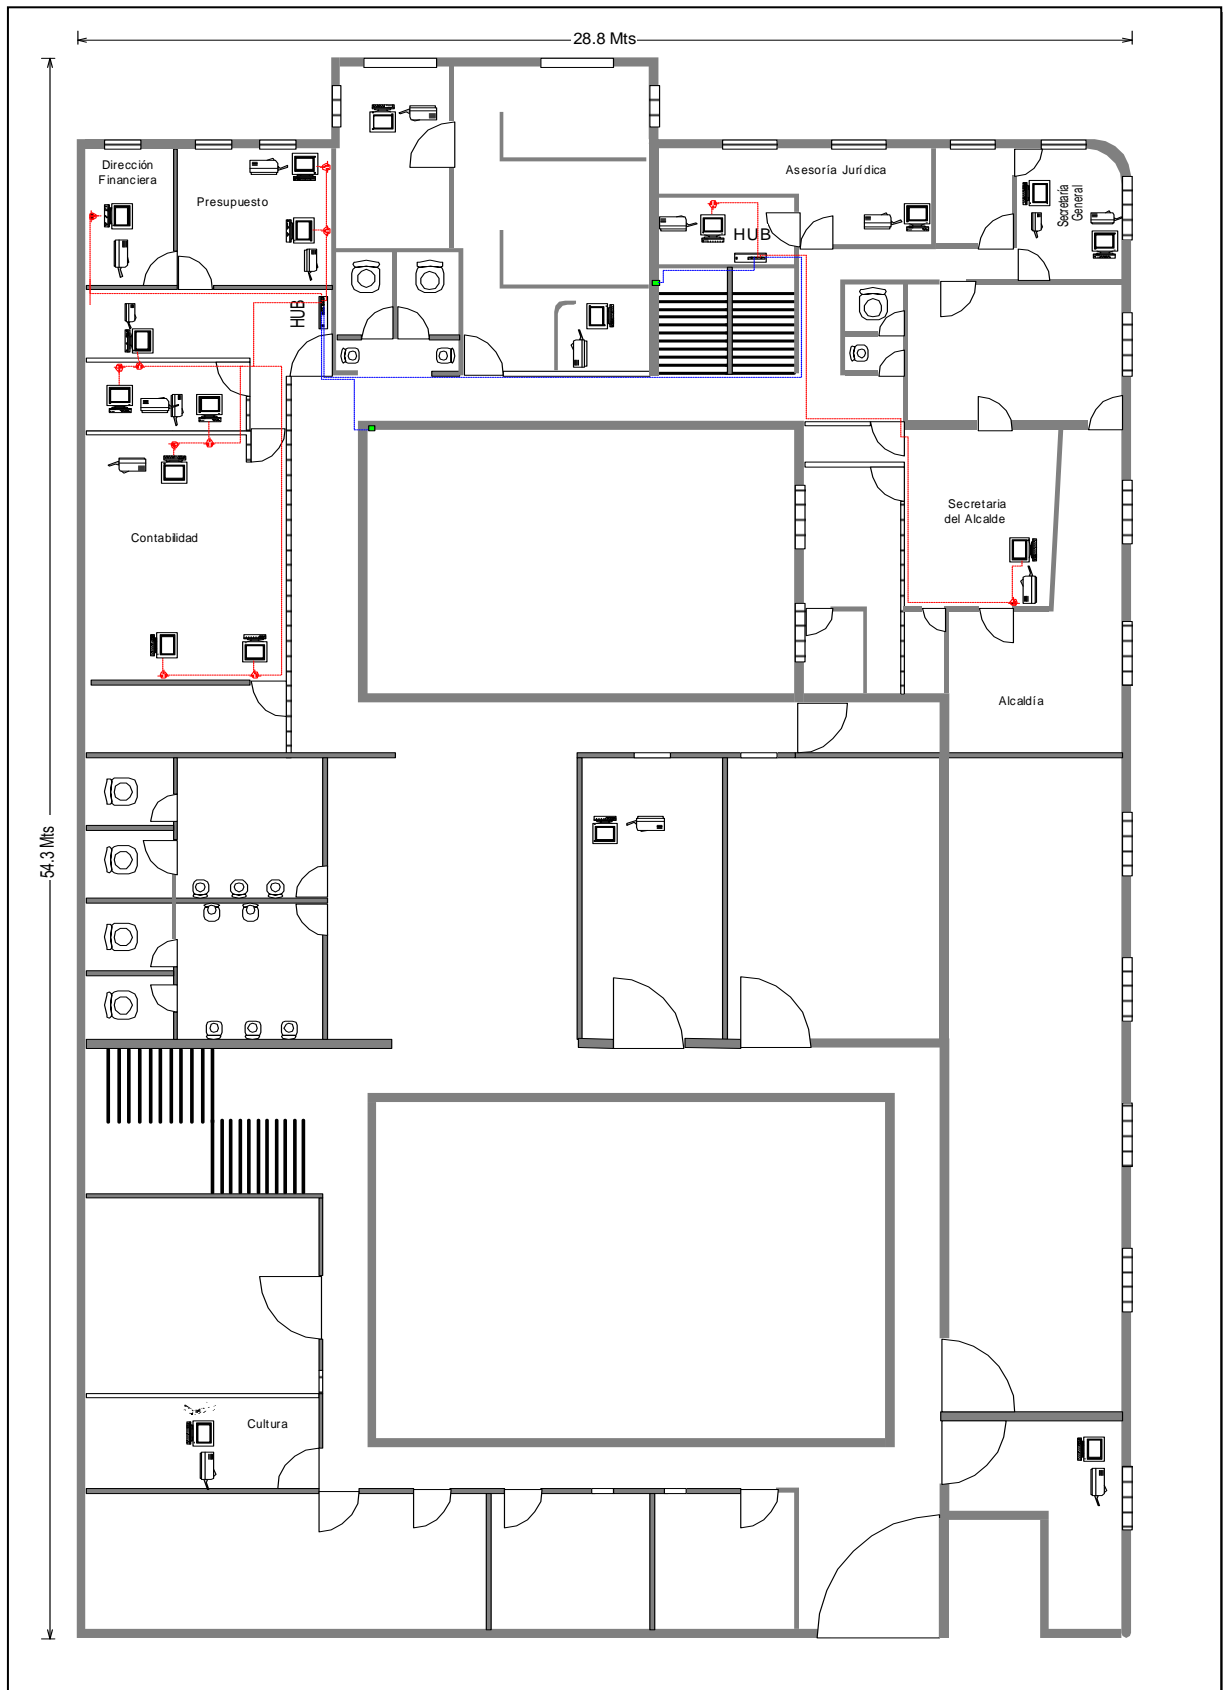 28.8 Mts
Dirección
Financiera
Presupuesto
Asesoría Jurídica
Secretaría
General
HUB
HUB
Secretaria
del Alcalde
Contabilidad
Alcaldía
54.3 Mts
Cultura